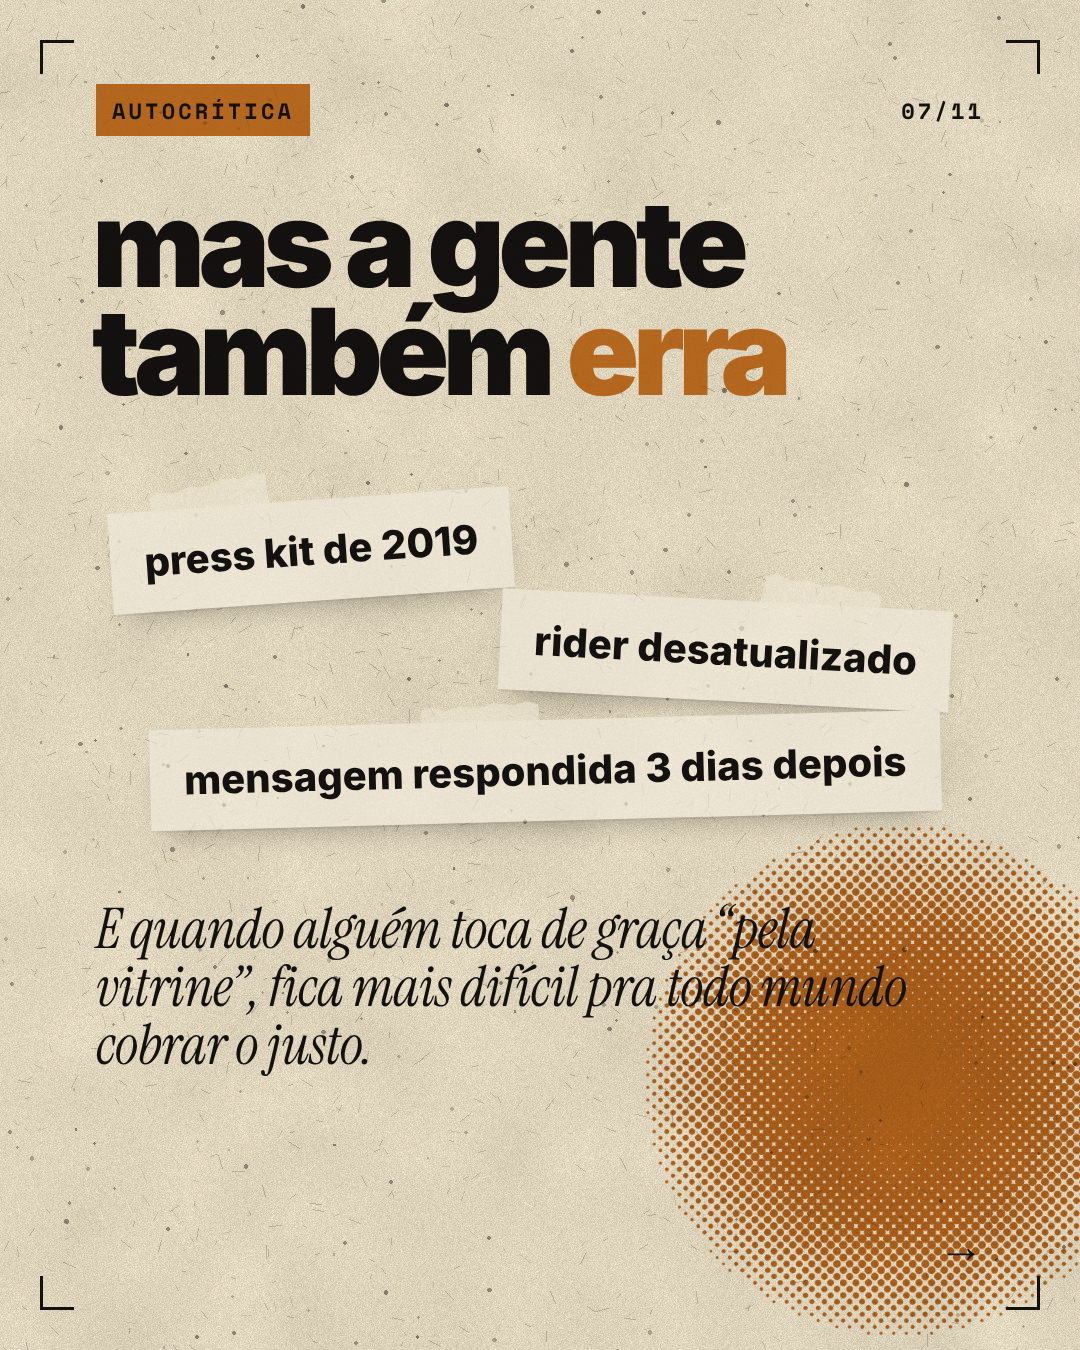 AUTOCRÍTICA
07/11
mas a gente
também erra
press kit de 2019
rider desatualizado
mensagem respondida 3 dias depois
E quando alguém toca de graça “pela
vitrine”, fica mais difícil pra todo mundo
cobrar o justo.
→